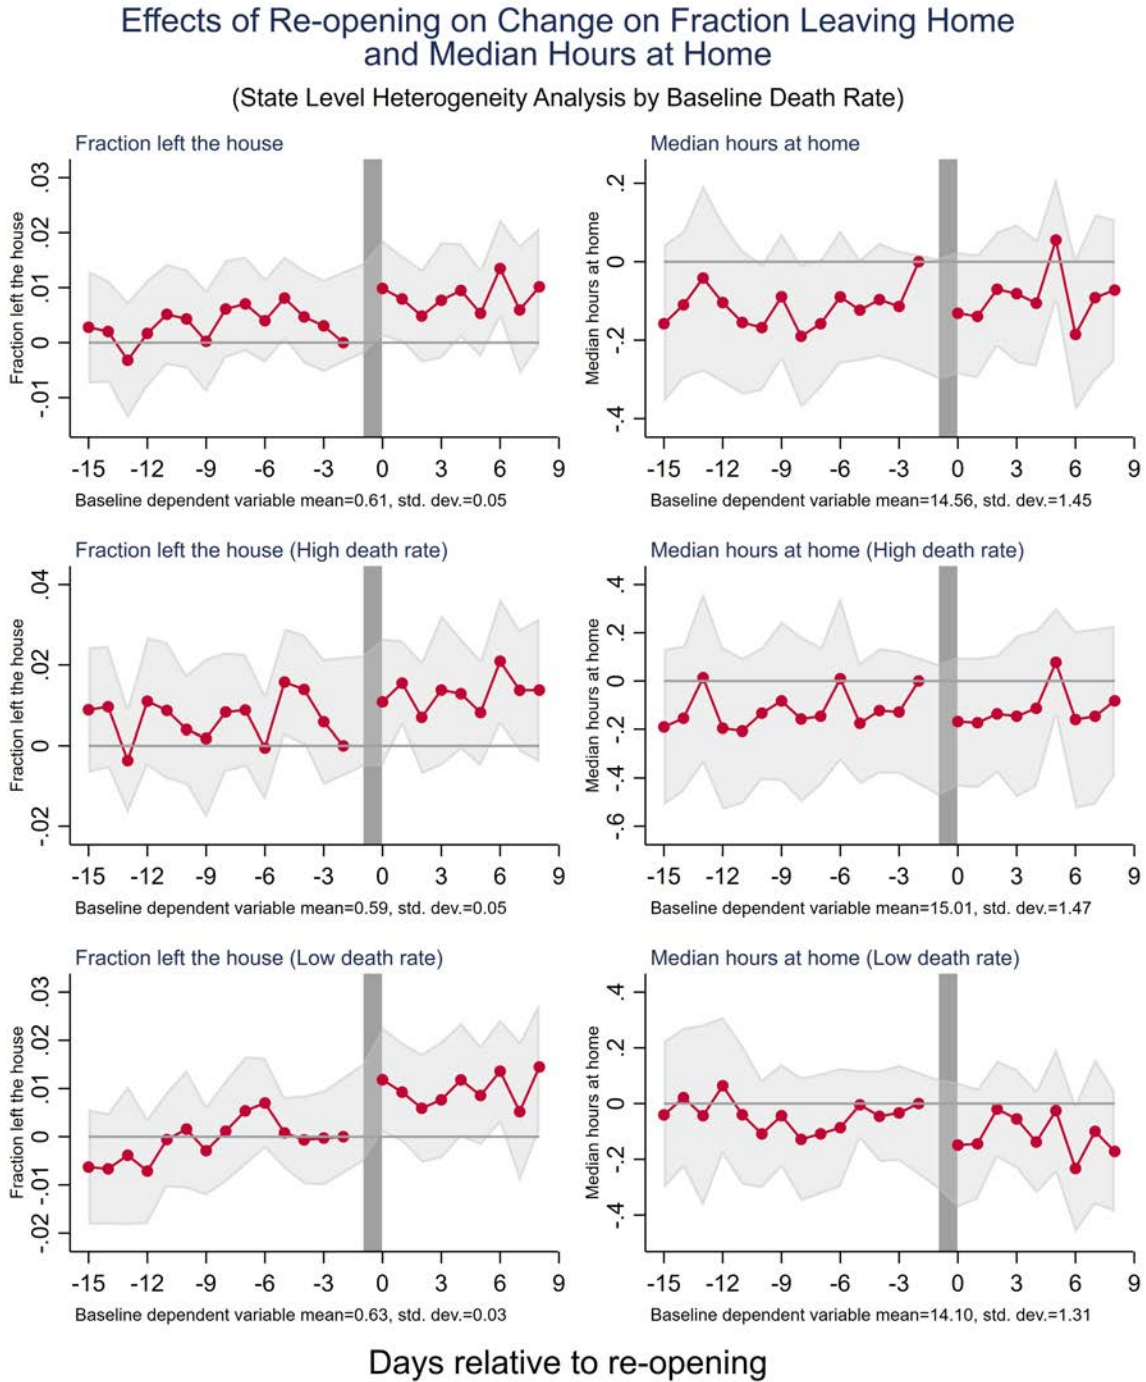 Effects of Re-opening on Change on Fraction Leaving Home
and Median Hours at Home
(State Level Heterogeneity Analysis by Baseline Death Rate)
Fraction left the house
Fraction left the house
.03
.02
.01
0
-.01
-15 -12 -9 -6 -3 0 3 6 9
Baseline dependent variable mean=0.61, std. dev.=0.05
Median hours at home
Median hours at home
.2
0
-.2
-.4
-15 -12 -9 -6 -3 0 3 6 9
Baseline dependent variable mean=14.56, std. dev.=1.45
Fraction left the house (High death rate)
Fraction left the house
.04
.02
0
-.02
-15 -12 -9 -6 -3 0 3 6 9
Baseline dependent variable mean=0.59, std. dev.=0.05
Median hours at home (High death rate)
Median hours at home
.4
.2
0
-.2
-.4
-.6
-15 -12 -9 -6 -3 0 3 6 9
Baseline dependent variable mean=15.01, std. dev.=1.47
Fraction left the house (Low death rate)
Fraction left the house
.03
.02
.01
0
-.01
-.02
-15 -12 -9 -6 -3 0 3 6 9
Baseline dependent variable mean=0.63, std. dev.=0.03
Median hours at home (Low death rate)
Median hours at home
.4
.2
0
-.2
-.4
-15 -12 -9 -6 -3 0 3 6 9
Baseline dependent variable mean=14.10, std. dev.=1.31
Days relative to re-opening